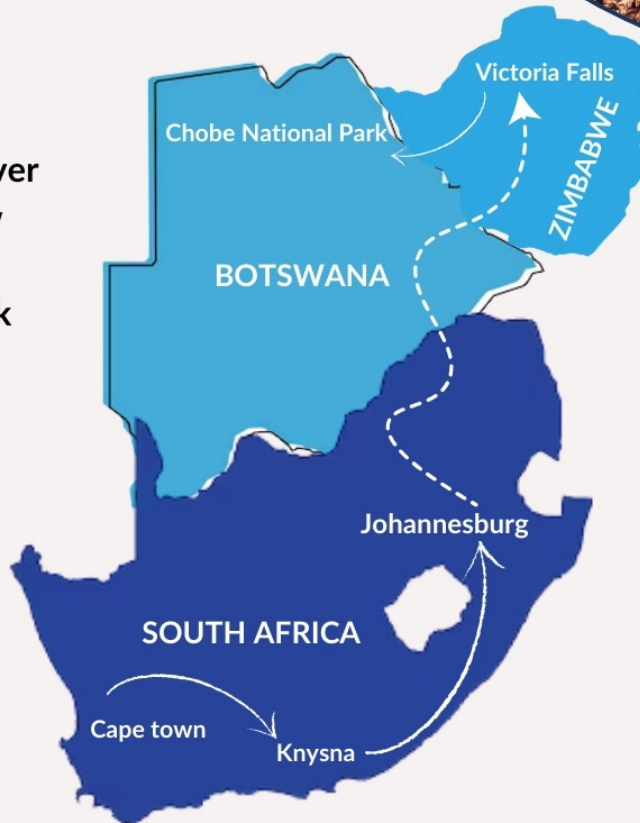 Victoria Falls
Chobe National Park
ZIMBABWE
BOTSWANA
Johannesburg
SOUTH AFRICA
Cape town
Knysna